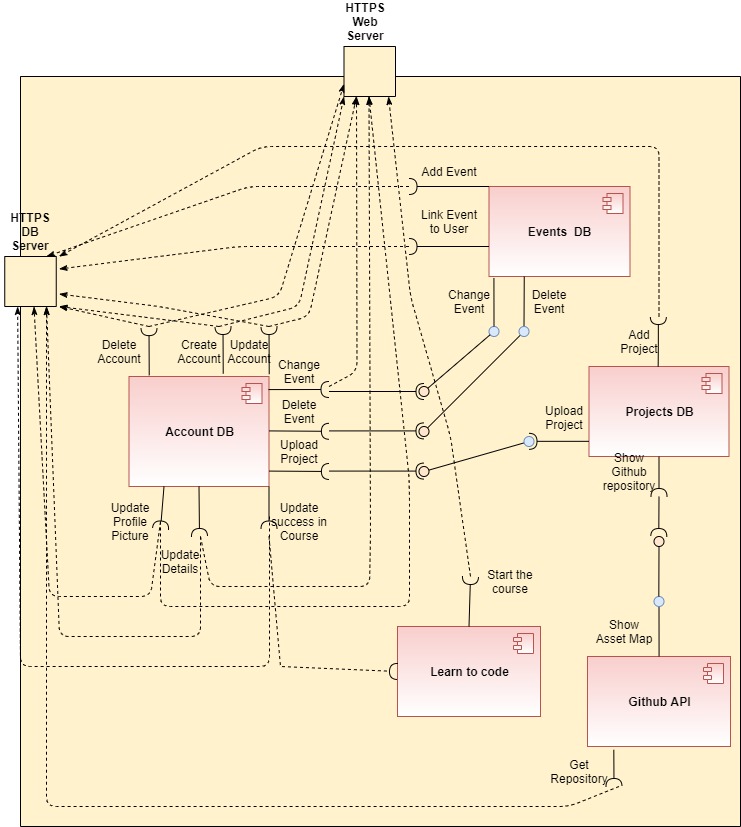 HTTPS
Web
Server
HTTPS
DB
Server
Add Event
Link Event
to User
Events  DB
Change
Event
Delete
Event
Delete
Account
Create
Account
Update
Account
Change
Event
Delete
Event
Upload
Project
Account DB
Add
Project
Upload
Project
Projects DB
Show
Github
repository
Update
Profile
Picture
Update
Details
Update
success in
Course
Start the
course
Learn to code
Show
Asset Map
Github API
Get
Repository